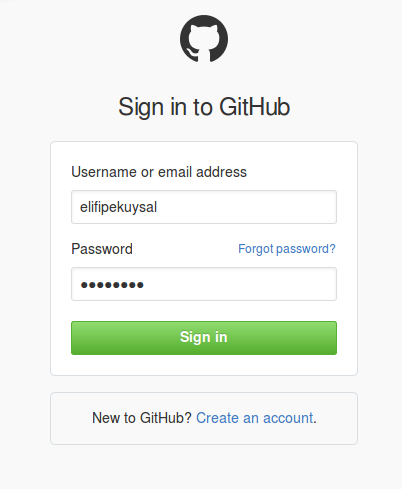 Sign in to GitHub
Username or email address
elifipekuysal
Password Forgot password?
●●●●●●●●
Sign in
New to GitHub? Create an account.